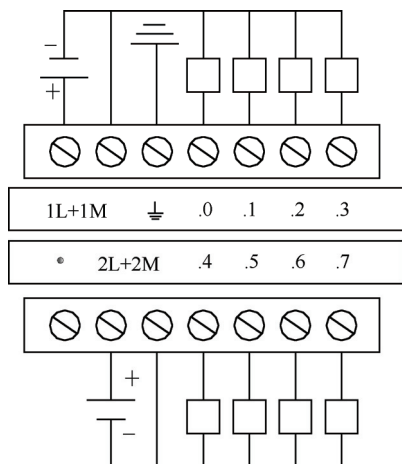 −
+
1L+1M ⏚ .0 .1 .2 .3
• 2L+2M .4 .5 .6 .7
+
−